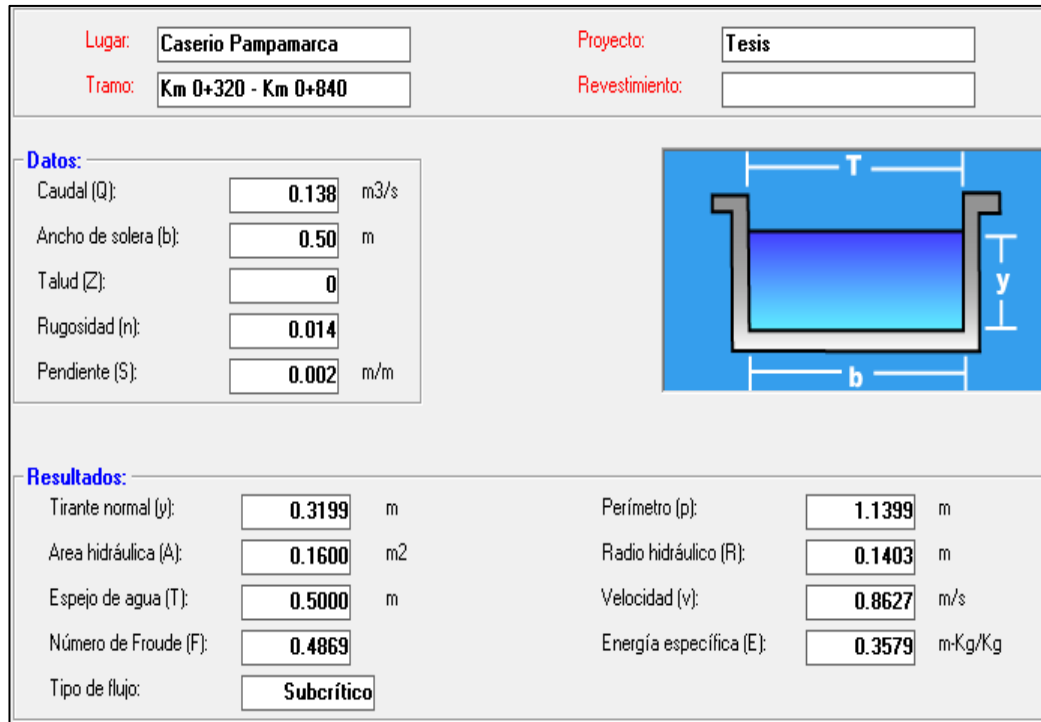 Lugar: Caserio Pampamarca Proyecto: Tesis
Tramo: Km 0+320 - Km 0+840 Revestimiento:
Datos:
Caudal (Q): 0.138 m3/s
Ancho de solera (b): 0.50 m
Talud (Z): 0
Rugosidad (n): 0.014
Pendiente (S): 0.002 m/m
T
y
b
Resultados:
Tirante normal (y): 0.3199 m Perímetro (p): 1.1399 m
Area hidráulica (A): 0.1600 m2 Radio hidráulico (R): 0.1403 m
Espejo de agua (T): 0.5000 m Velocidad (v): 0.8627 m/s
Número de Froude (F): 0.4869 Energía específica (E): 0.3579 m-Kg/Kg
Tipo de flujo: Subcrítico